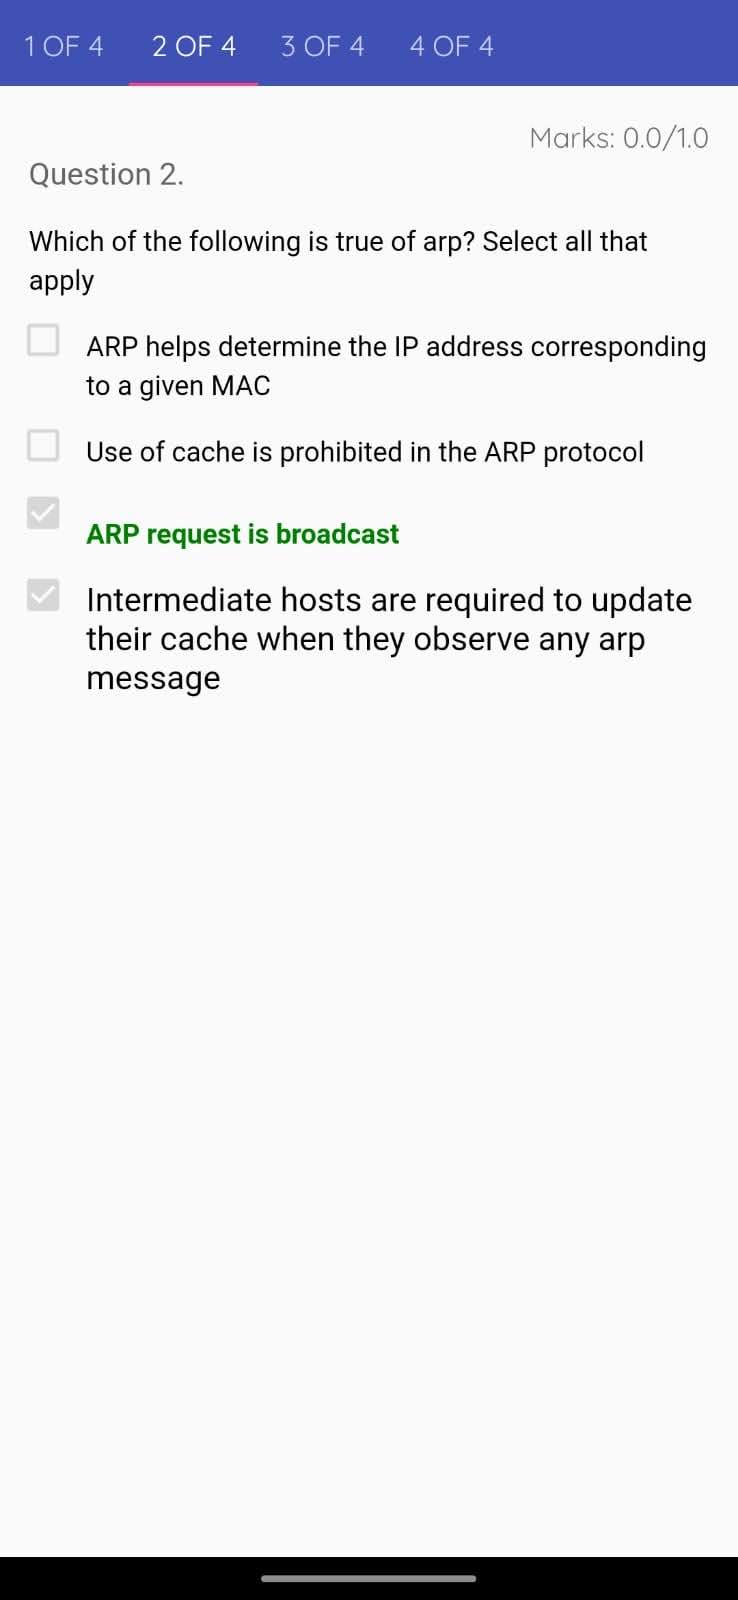 1 OF 4 2 OF 4 3 OF 4 4 OF 4
Marks: 0.0/1.0
Question 2.
Which of the following is true of arp? Select all that
apply
ARP helps determine the IP address corresponding
to a given MAC
Use of cache is prohibited in the ARP protocol
ARP request is broadcast
Intermediate hosts are required to update
their cache when they observe any arp
message